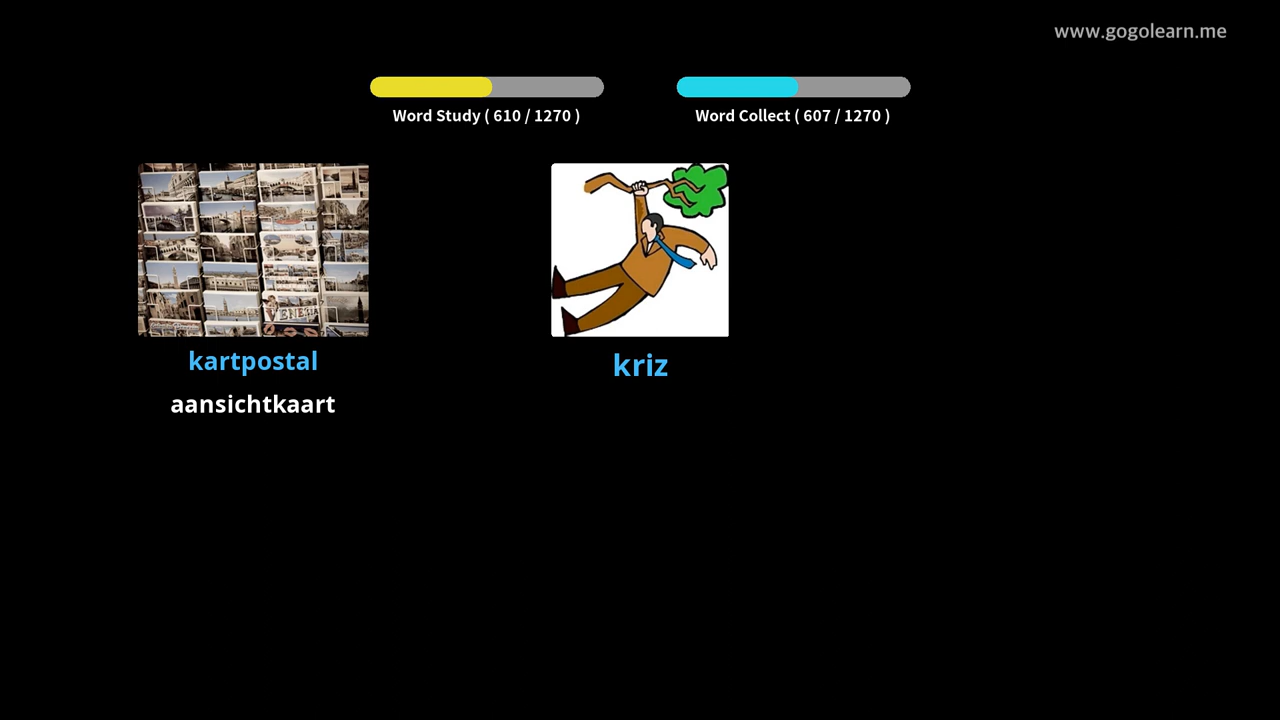 www.gogolearn.me
Word Study ( 610 / 1270 )
Word Collect ( 607 / 1270 )
kartpostal
aansichtkaart
kriz